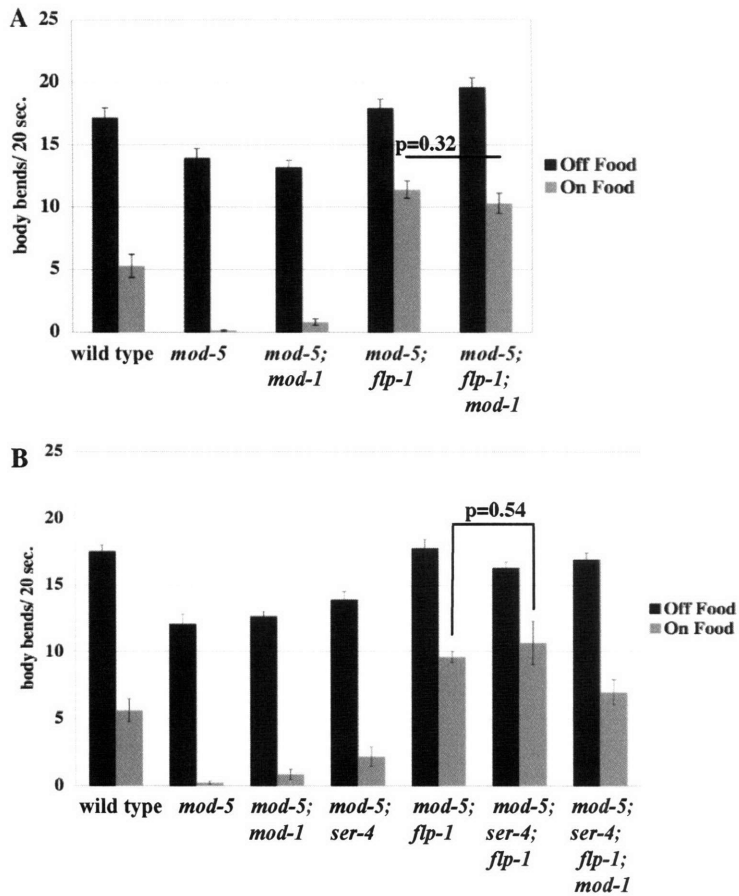 A
25
20
15
10
5
0
body bends/ 20 sec.
p=0.32
Off Food
On Food
wild type mod-5 mod-5; mod-5; mod-5;
mod-1 flp-1 flp-1;
mod-1
B
25
20
15
10
5
0
body bends/ 20 sec.
p=0.54
Off Food
On Food
wild type mod-5 mod-5; mod-5; mod-5; mod-5; mod-5;
mod-1 ser-4 flp-1 ser-4; ser-4;
flp-1 flp-1;
mod-1